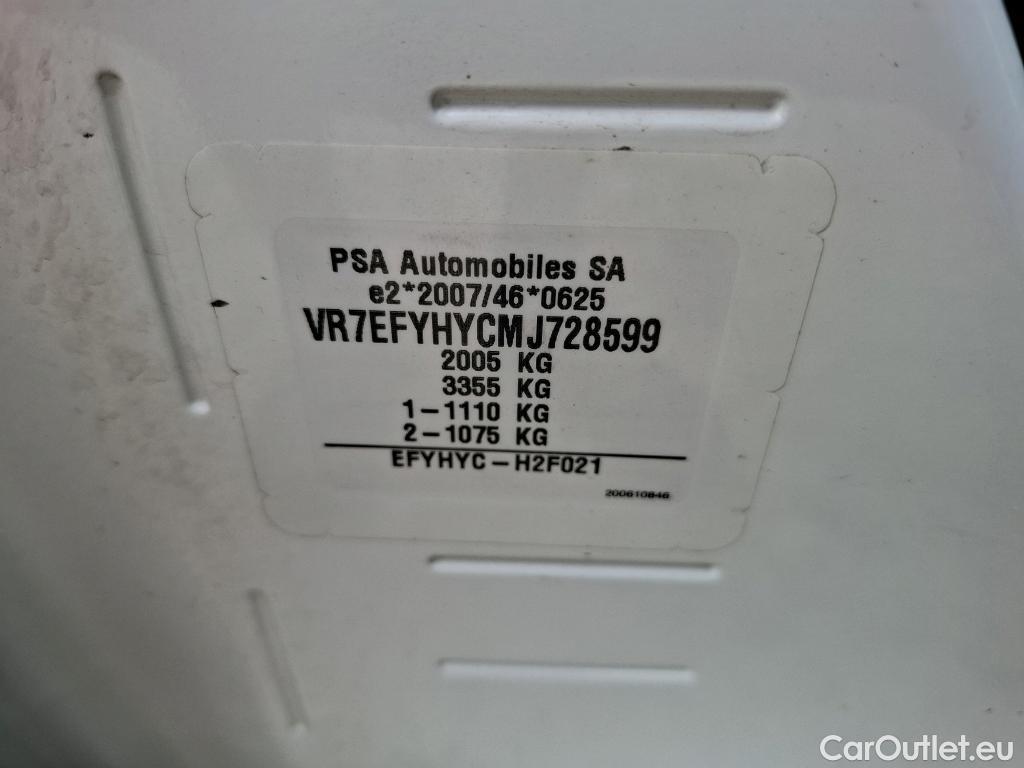 PSA Automobiles SA
e2*2007/46*0625
VR7EFYHYCMJ728599
2005 KG
3355 KG
1-1110 KG
2-1075 KG
EFYHYC-H2F021
200610846
CarOutlet.eu